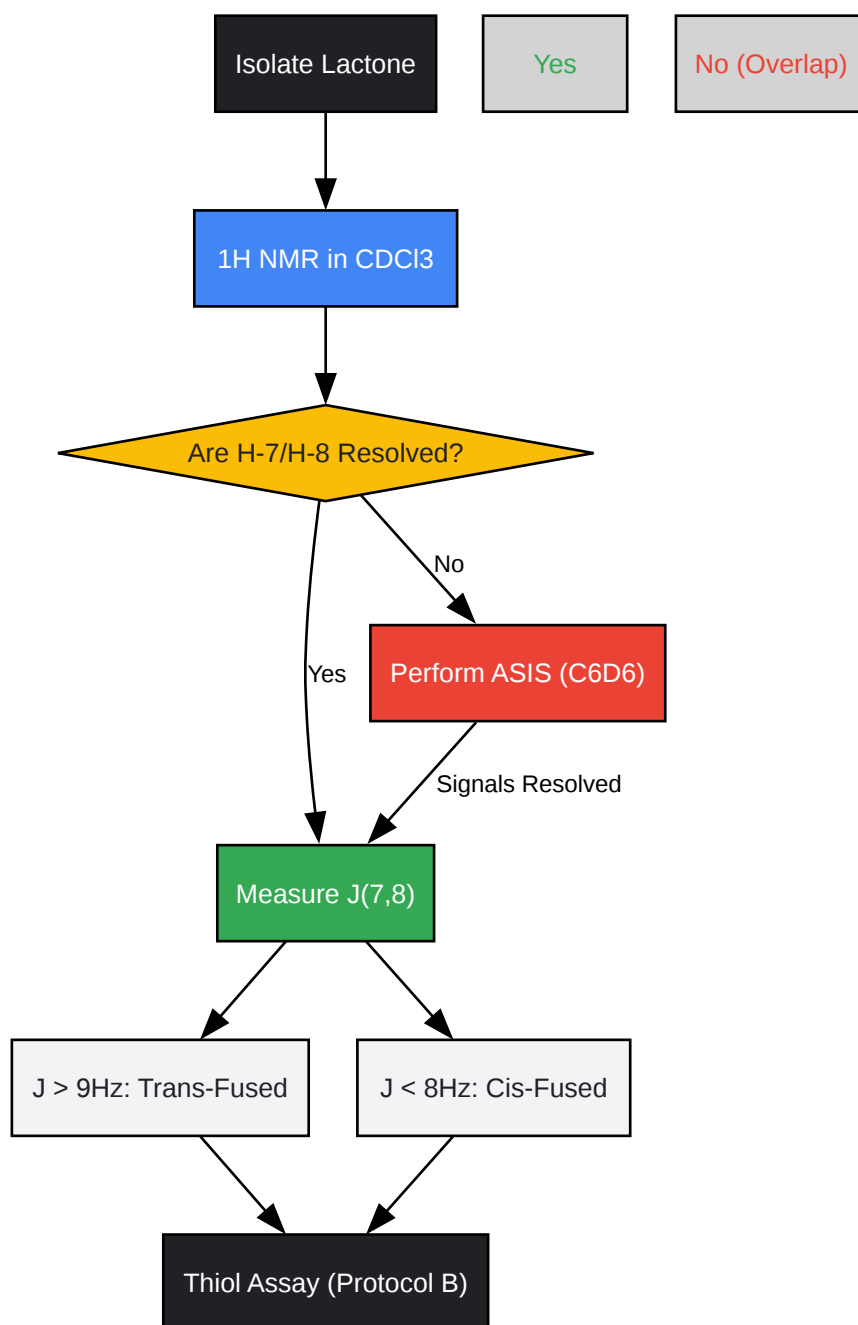 Isolate Lactone
Yes
No (Overlap)
1H NMR in CDCl3
Are H-7/H-8 Resolved?
No
Perform ASIS (C6D6)
Yes
Signals Resolved
Measure J(7,8)
J > 9Hz: Trans-Fused
J < 8Hz: Cis-Fused
Thiol Assay (Protocol B)